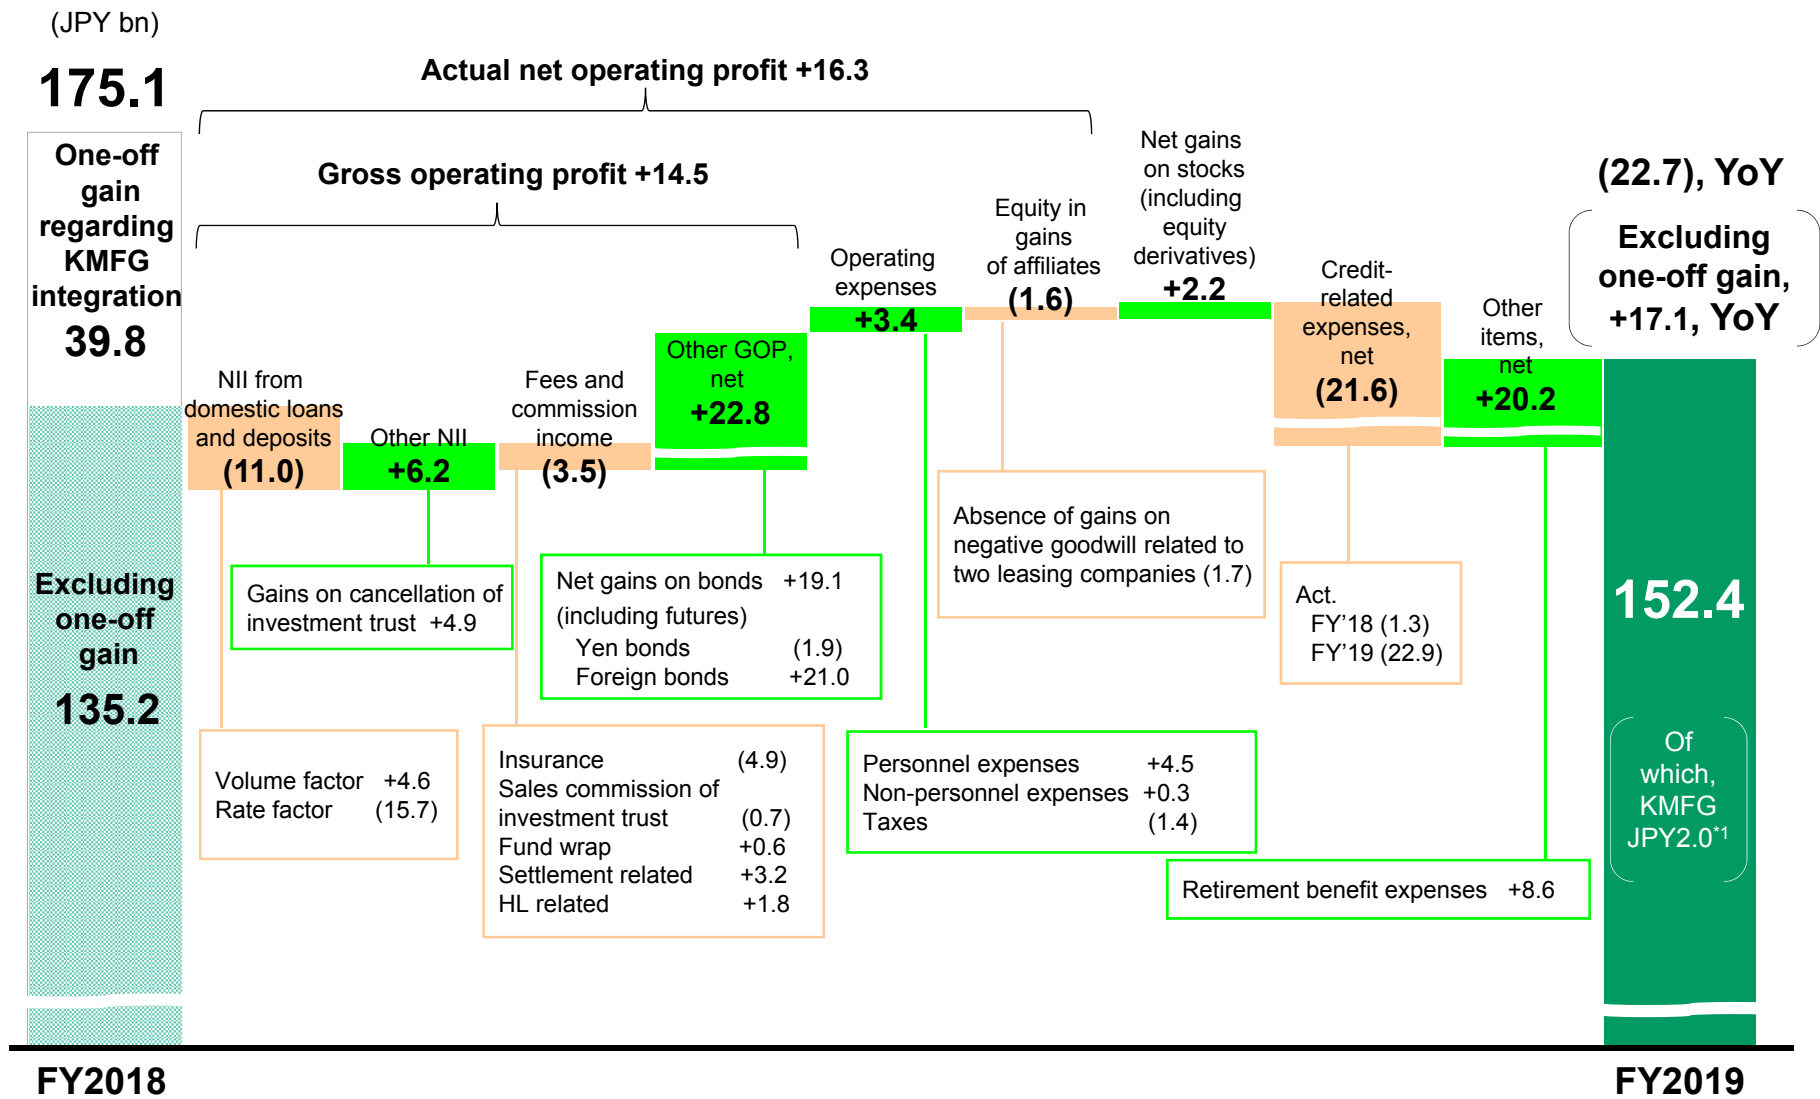 (JPY bn)
175.1
One-off
gain
regarding
KMFG
integration
39.8
Excluding
one-off
gain
135.2
Actual net operating profit +16.3
Gross operating profit +14.5
NII from
domestic loans
and deposits
(11.0)
Volume factor +4.6
Rate factor (15.7)
Other NII
+6.2
Gains on cancellation of
investment trust +4.9
Fees and
commission
income
(3.5)
Insurance (4.9)
Sales commission of
investment trust (0.7)
Fund wrap +0.6
Settlement related +3.2
HL related +1.8
Other GOP,
net
+22.8
Net gains on bonds +19.1
(including futures)
Yen bonds (1.9)
Foreign bonds +21.0
Operating
expenses
+3.4
Personnel expenses +4.5
Non-personnel expenses +0.3
Taxes (1.4)
Equity in
gains
of affiliates
(1.6)
Absence of gains on
negative goodwill related to
two leasing companies (1.7)
Net gains
on stocks
(including
equity
derivatives)
+2.2
Credit-
related
expenses,
net
(21.6)
Act.
FY’18 (1.3)
FY’19 (22.9)
Other
items,
net
+20.2
Retirement benefit expenses +8.6
(22.7), YoY
Excluding
one-off gain,
+17.1, YoY
152.4
Of
which,
KMFG
JPY2.0*1
FY2018
FY2019